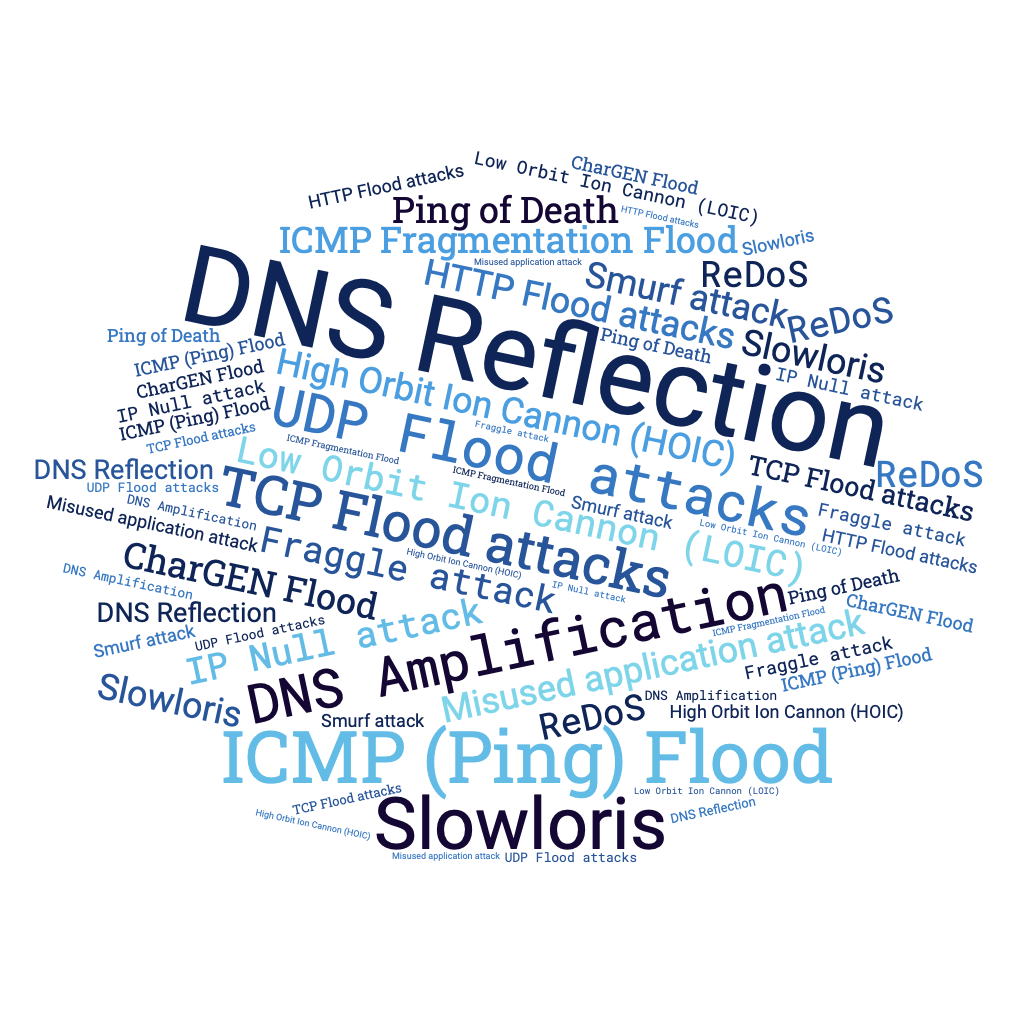 Low Orbit Ion Cannon (LOIC)
CharGEN Flood
HTTP Flood attacks
Ping of Death
HTTP Flood attacks
ICMP Fragmentation Flood
Slowloris
Misused application attack
DNS Reflection
HTTP Flood attacks
Smurf attack
ReDoS
ReDoS
Ping of Death
Ping of Death
Slowloris
ICMP (Ping) Flood
CharGEN Flood
IP Null attack
IP Null attack
ICMP (Ping) Flood
High Orbit Ion Cannon (HOIC)
UDP Flood attacks
Fraggle attack
TCP Flood attacks
ICMP Fragmentation Flood
Low Orbit Ion Cannon (LOIC)
DNS Reflection
ICMP Fragmentation Flood
TCP Flood attacks
ReDoS
UDP Flood attacks
TCP Flood attacks
DNS Amplification
Smurf attack
Misused application attack
Fraggle attack
Low Orbit Ion Cannon (LOIC)
Fraggle attack
HTTP Flood attacks
CharGEN Flood
High Orbit Ion Cannon (HOIC)
DNS Amplification
IP Null attack
Ping of Death
DNS Reflection
DNS Amplification
CharGEN Flood
ICMP Fragmentation Flood
Smurf attack
UDP Flood attacks
IP Null attack
Misused application attack
Fraggle attack
ICMP (Ping) Flood
Slowloris
DNS Amplification
Smurf attack
ReDoS
High Orbit Ion Cannon (HOIC)
ICMP (Ping) Flood
TCP Flood attacks
Low Orbit Ion Cannon (LOIC)
High Orbit Ion Cannon (HOIC)
Slowloris
DNS Reflection
Misused application attack
UDP Flood attacks